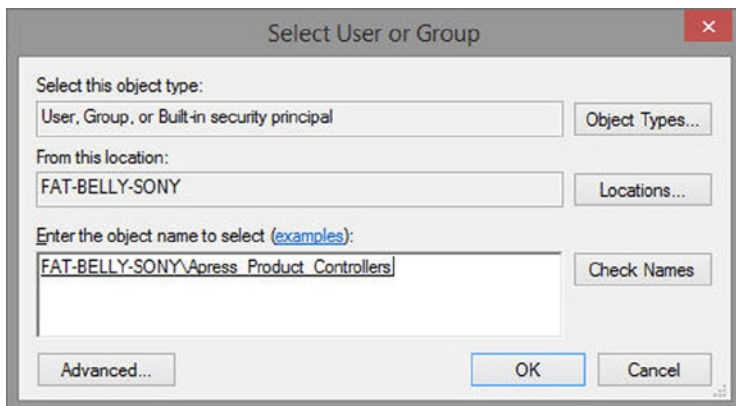 Select User or Group
Select this object type:
User, Group, or Built-in security principal
Object Types...
From this location:
FAT-BELLY-SONY
Locations...
Enter the object name to select (examples):
FAT-BELLY-SONY\Apress_Product_Controllers
Check Names
Advanced...
OK
Cancel